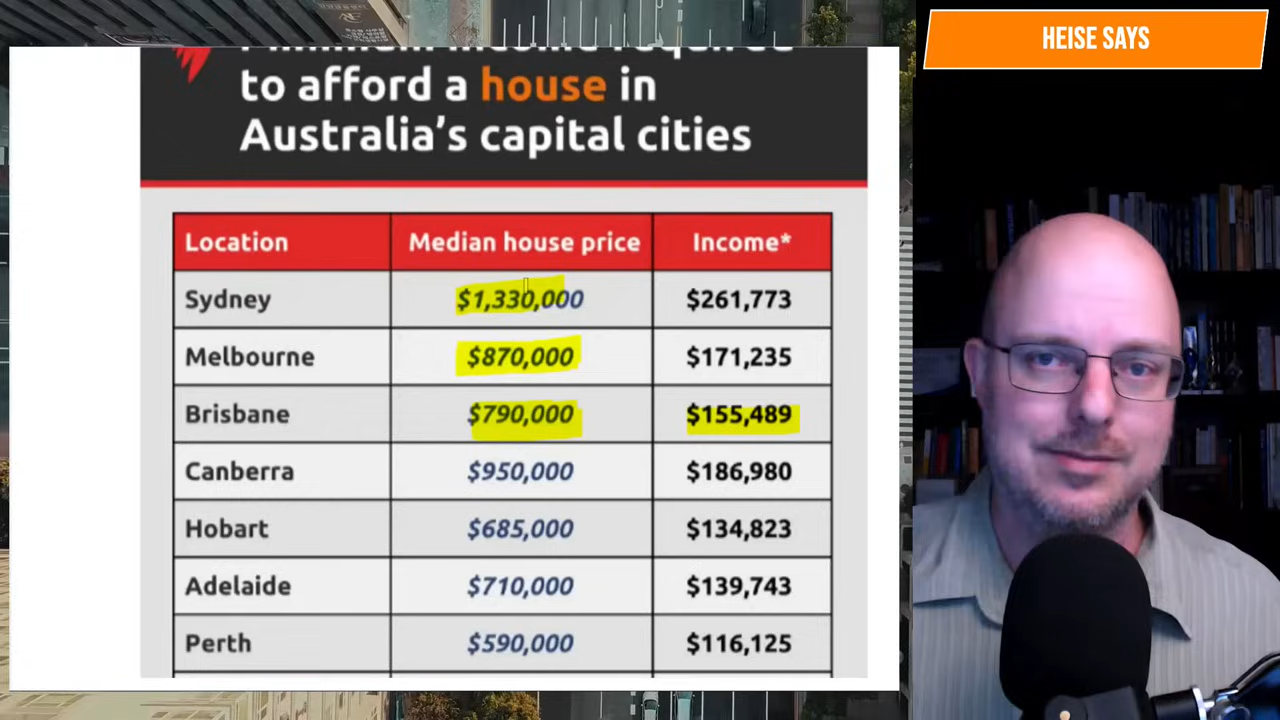 HEISE SAYS
to afford a house in
Australia's capital cities
Location Median house price Income*
Sydney $1,330,000 $261,773
Melbourne $870,000 $171,235
Brisbane $790,000 $155,489
Canberra $950,000 $186,980
Hobart $685,000 $134,823
Adelaide $710,000 $139,743
Perth $590,000 $116,125